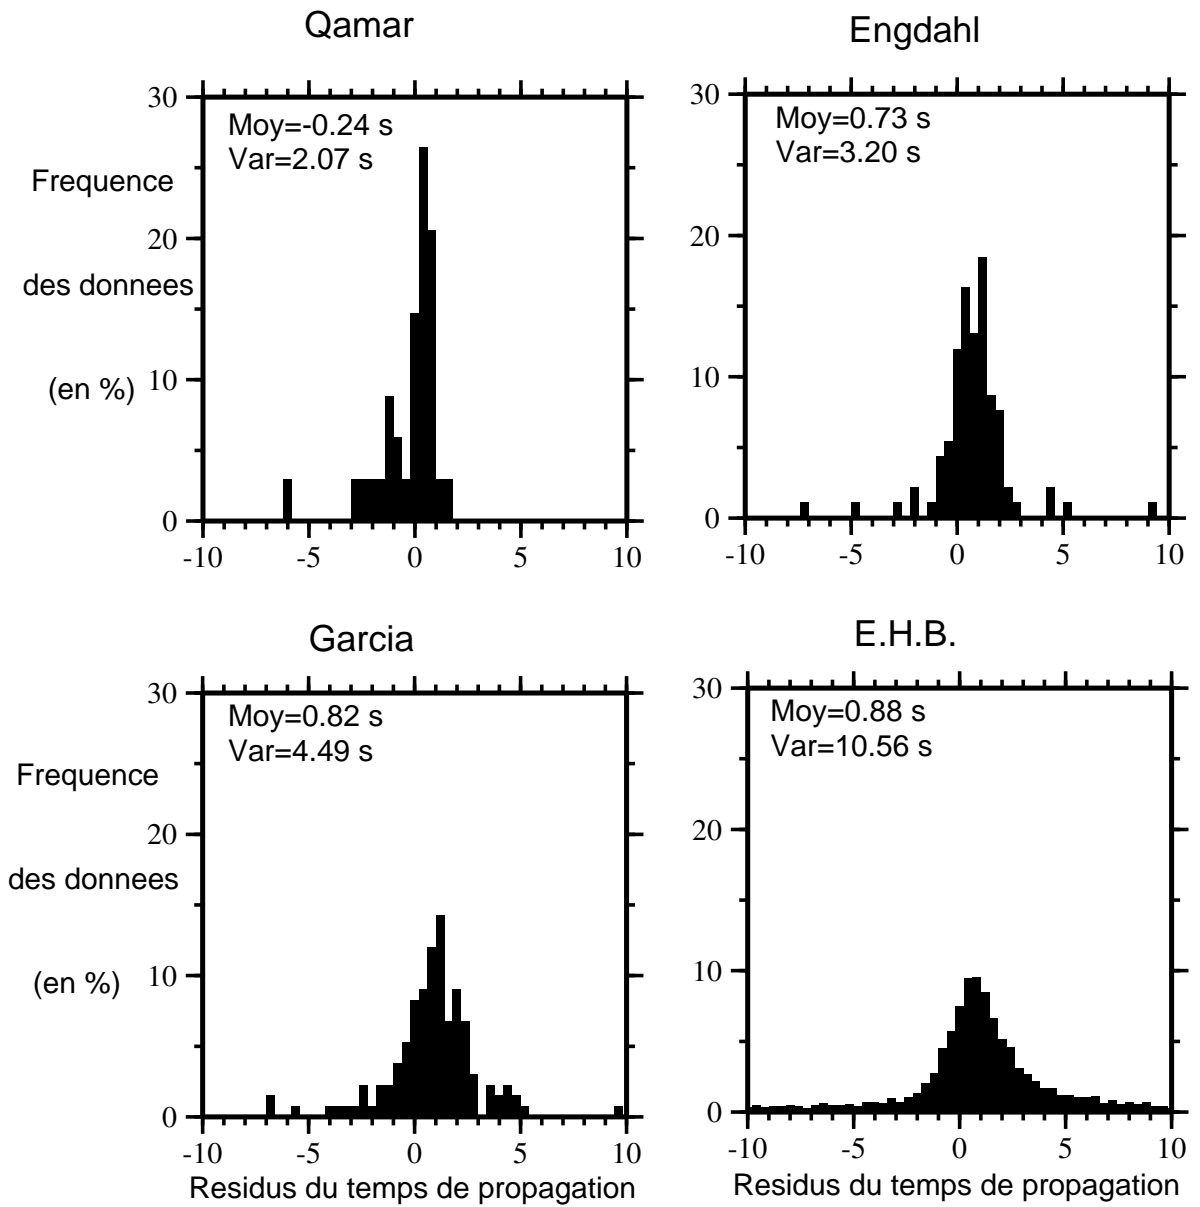 Qamar
30
20
10
0
Moy=-0.24 s
Var=2.07 s
Frequence
des donnees
(en %)
-10 -5 0 5 10
Engdahl
30
20
10
0
Moy=0.73 s
Var=3.20 s
-10 -5 0 5 10
Garcia
30
20
10
0
Moy=0.82 s
Var=4.49 s
Frequence
des donnees
(en %)
-10 -5 0 5 10
Residus du temps de propagation
E.H.B.
30
20
10
0
Moy=0.88 s
Var=10.56 s
-10 -5 0 5 10
Residus du temps de propagation